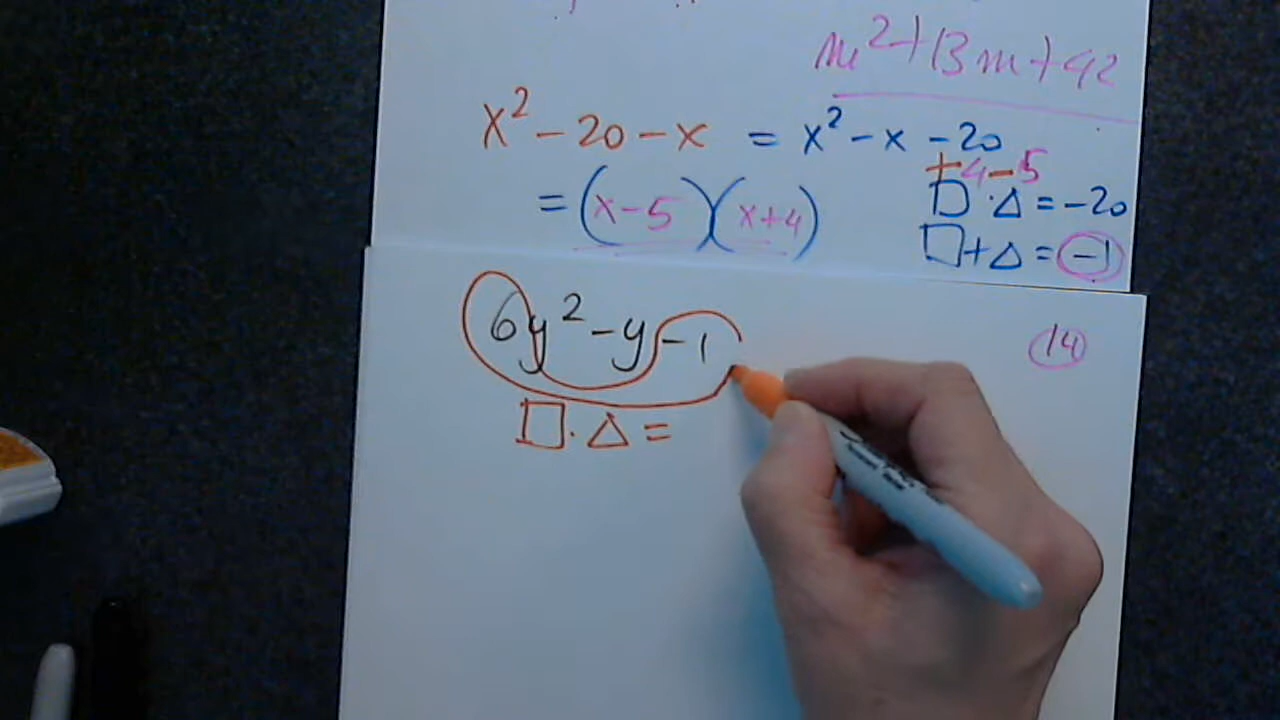 m²+13m+42
x² - 20 - x = x² - x - 20
+4 -5
□ · △ = -20
= (x-5)(x+4)
□ + △ = -1
6y² - y - 1
14
□ · △ =